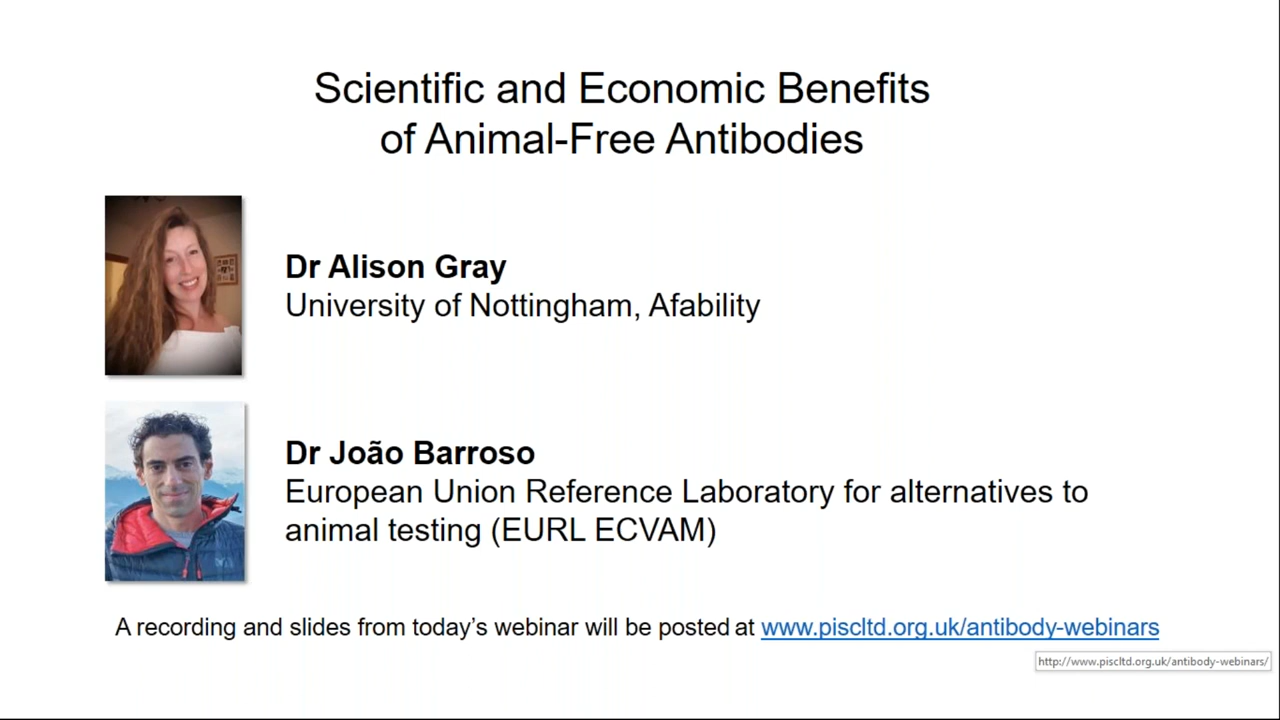 Scientific and Economic Benefits
of Animal-Free Antibodies
Dr Alison Gray
University of Nottingham, Afability
Dr João Barroso
European Union Reference Laboratory for alternatives to
animal testing (EURL ECVAM)
A recording and slides from today’s webinar will be posted at www.piscltd.org.uk/antibody-webinars
http://www.piscltd.org.uk/antibody-webinars/